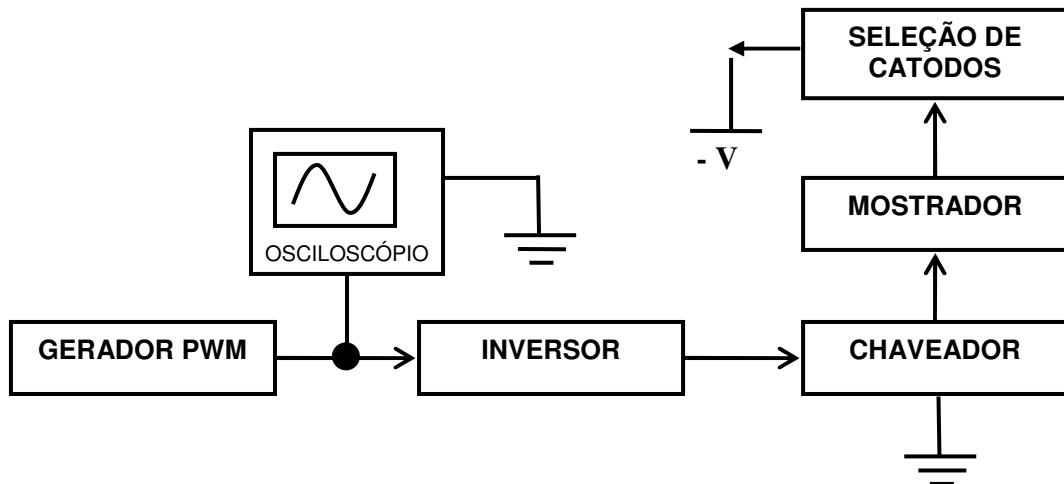 SELEÇÃO DE
CATODOS
- V
MOSTRADOR
OSCILOSCÓPIO
GERADOR PWM
INVERSOR
CHAVEADOR